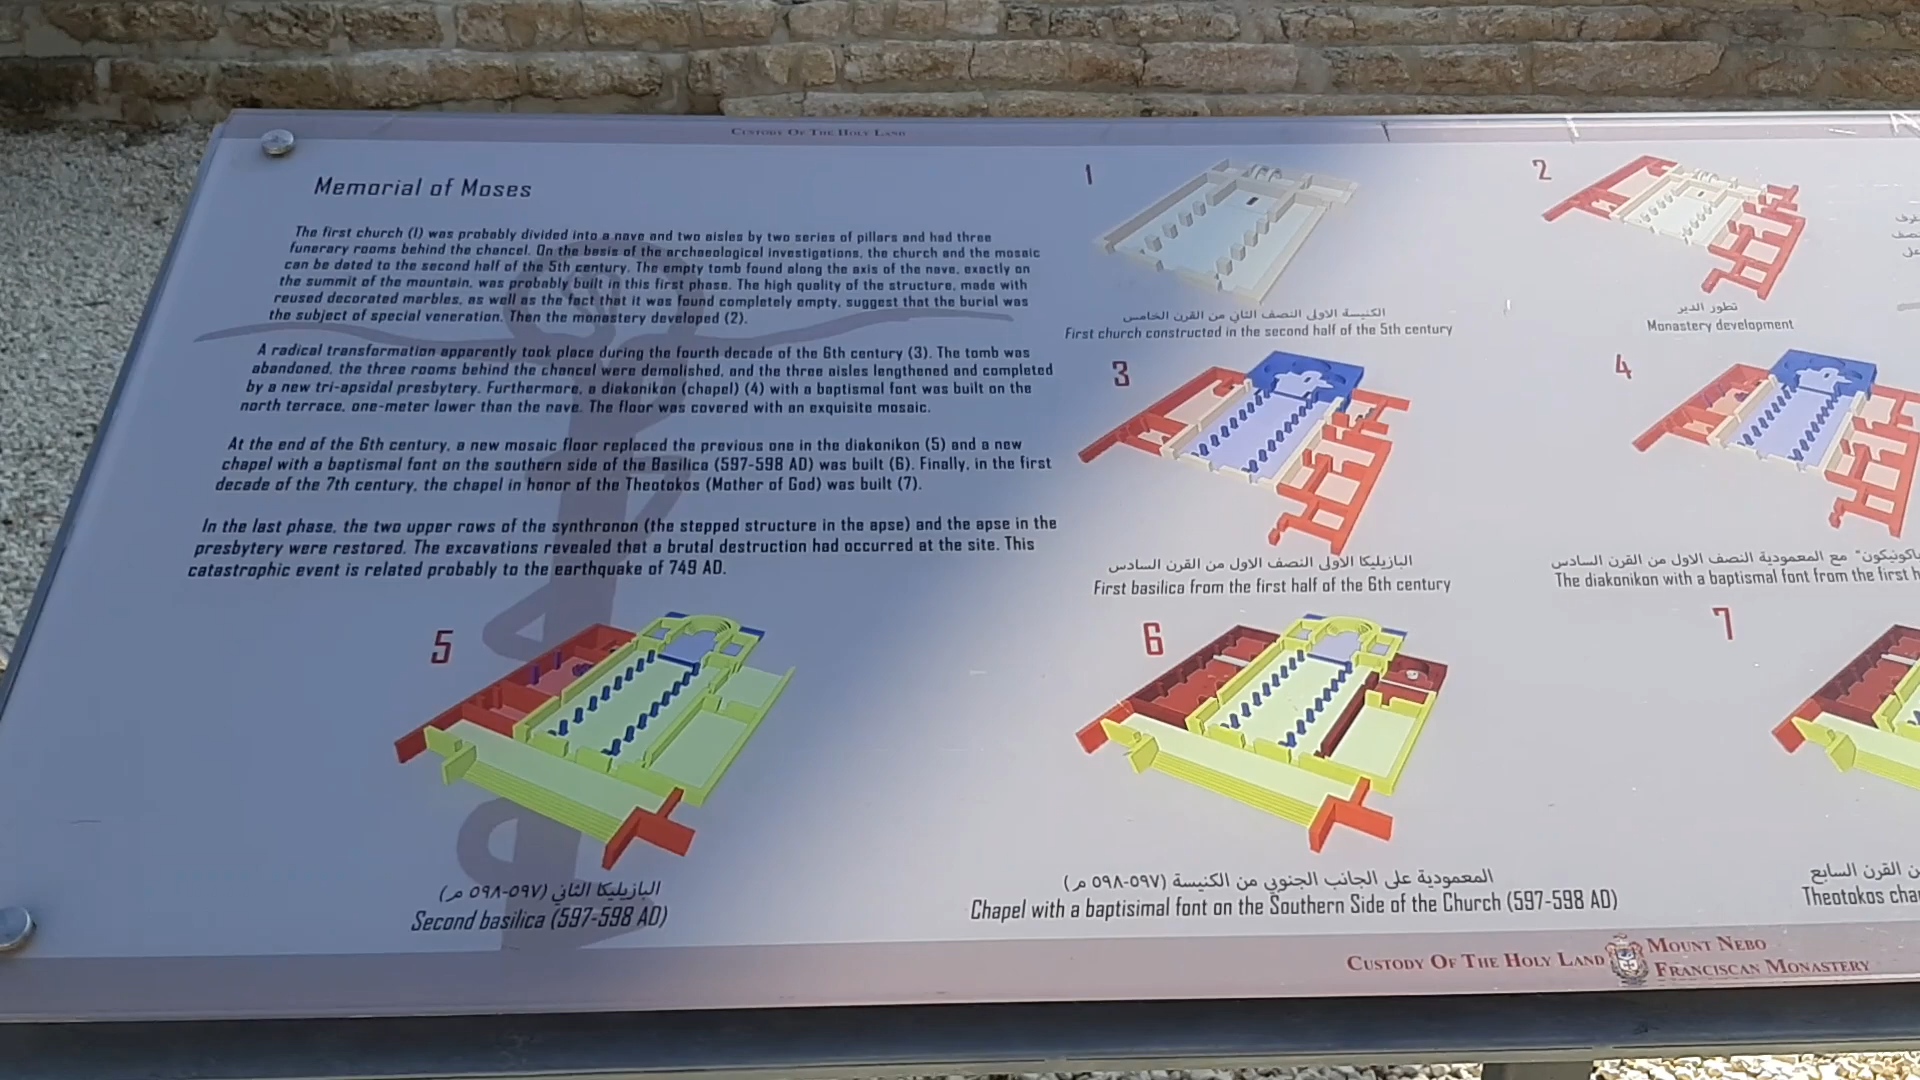 CUSTODY OF THE HOLY LAND
Memorial of Moses
The first church (1) was probably divided into a nave and two aisles by two series of pillars and had three
funerary rooms behind the chancel. On the basis of the archaeological investigations, the church and the mosaic
can be dated to the second half of the 5th century. The empty tomb found along the axis of the nave, exactly on
the summit of the mountain, was probably built in this first phase. The high quality of the structure, made with
reused decorated marbles, as well as the fact that it was found completely empty, suggest that the burial was
the subject of special veneration. Then the monastery developed (2).
A radical transformation apparently took place during the fourth decade of the 6th century (3). The tomb was
abandoned, the three rooms behind the chancel were demolished, and the three aisles lengthened and completed
by a new tri-apsidal presbytery. Furthermore, a diakonikon (chapel) (4) with a baptismal font was built on the
north terrace, one-meter lower than the nave. The floor was covered with an exquisite mosaic.
At the end of the 6th century, a new mosaic floor replaced the previous one in the diakonikon (5) and a new
chapel with a baptismal font on the southern side of the Basilica (597-598 AD) was built (6). Finally, in the first
decade of the 7th century, the chapel in honor of the Theotokos (Mother of God) was built (7).
In the last phase, the two upper rows of the synthronon (the stepped structure in the apse) and the apse in the
presbytery were restored. The excavations revealed that a brutal destruction had occurred at the site. This
catastrophic event is related probably to the earthquake of 749 AD.
1
الكنيسة الاولى النصف الثاني من القرن الخامس
First church constructed in the second half of the 5th century
2
تطور الدير
Monastery development
3
البازيليكا الاولى النصف الاول من القرن السادس
First basilica from the first half of the 6th century
4
مع المعمودية النصف الاول من القرن السادس
The diakonikon with a baptismal font from the first
5
البازيليكا الثاني (٥٩٧-٥٩٨ م)
Second basilica (597-598 AD)
6
المعمودية على الجانب الجنوبي من الكنيسة (٥٩٧-٥٩٨ م)
Chapel with a baptisimal font on the Southern Side of the Church (597-598 AD)
7
القرن السابع
Theotokos
CUSTODY OF THE HOLY LAND
MOUNT NEBO
FRANCISCAN MONASTERY